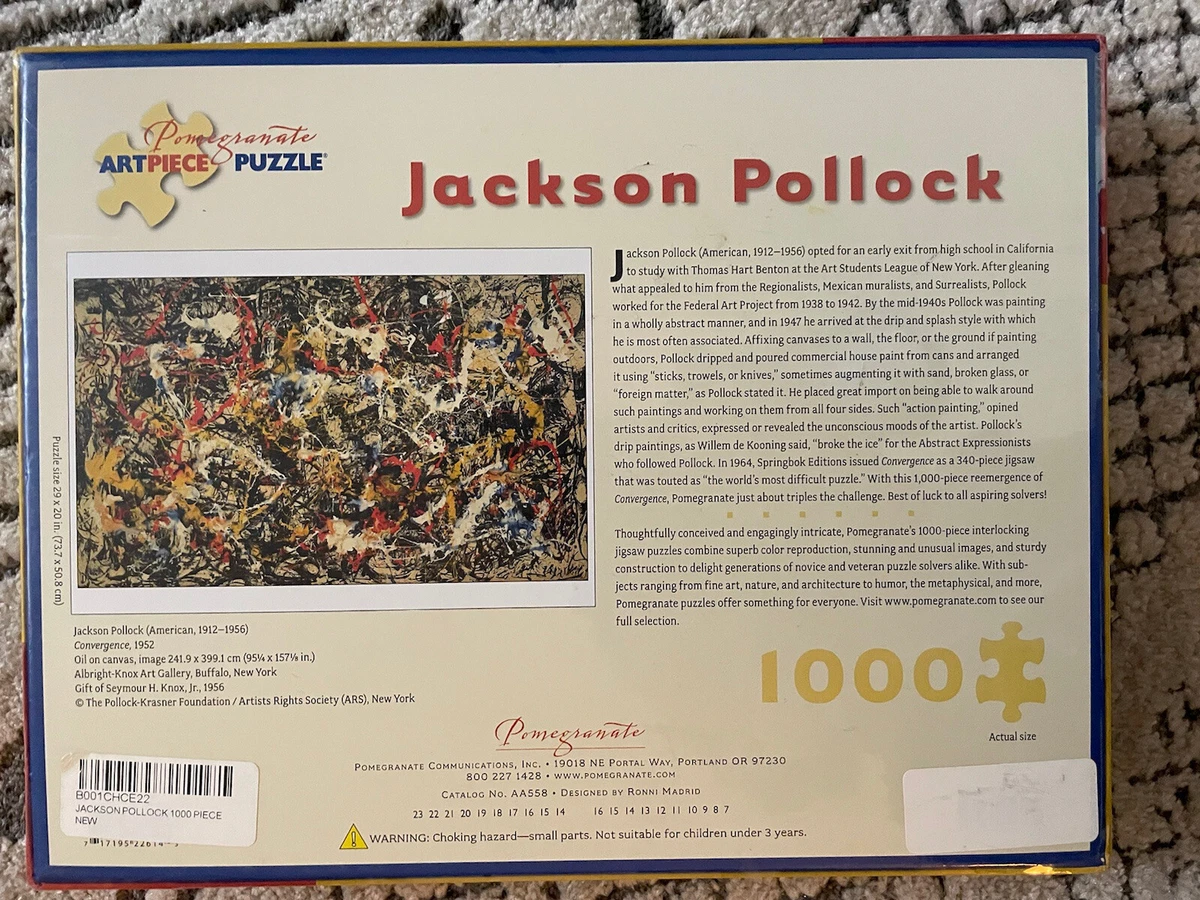 Pomegranate
ARTPIECE PUZZLE®
Jackson Pollock
Jackson Pollock (American, 1912–1956) opted for an early exit from high school in California
to study with Thomas Hart Benton at the Art Students League of New York. After gleaning
what appealed to him from the Regionalists, Mexican muralists, and Surrealists, Pollock
worked for the Federal Art Project from 1938 to 1942. By the mid-1940s Pollock was painting
in a wholly abstract manner, and in 1947 he arrived at the drip and splash style with which
he is most often associated. Affixing canvases to a wall, the floor, or the ground if painting
outdoors, Pollock dripped and poured commercial house paint from cans and arranged
it using “sticks, trowels, or knives,” sometimes augmenting it with sand, broken glass, or
“foreign matter,” as Pollock stated it. He placed great import on being able to walk around
such paintings and working on them from all four sides. Such “action painting,” opined
artists and critics, expressed or revealed the unconscious moods of the artist. Pollock’s
drip paintings, as Willem de Kooning said, “broke the ice” for the Abstract Expressionists
who followed Pollock. In 1964, Springbok Editions issued Convergence as a 340-piece jigsaw
that was touted as “the world’s most difficult puzzle.” With this 1,000-piece reemergence of
Convergence, Pomegranate just about triples the challenge. Best of luck to all aspiring solvers!
Thoughtfully conceived and engagingly intricate, Pomegranate’s 1000-piece interlocking
jigsaw puzzles combine superb color reproduction, stunning and unusual images, and sturdy
construction to delight generations of novice and veteran puzzle solvers alike. With sub-
jects ranging from fine art, nature, and architecture to humor, the metaphysical, and more,
Pomegranate puzzles offer something for everyone. Visit www.pomegranate.com to see our
full selection.
Puzzle size 29 x 20 in. (73.7 x 50.8 cm)
Jackson Pollock (American, 1912–1956)
Convergence, 1952
Oil on canvas, image 241.9 x 399.1 cm (95¼ x 157⅛ in.)
Albright-Knox Art Gallery, Buffalo, New York
Gift of Seymour H. Knox, Jr., 1956
© The Pollock-Krasner Foundation / Artists Rights Society (ARS), New York
1000
Actual size
Pomegranate
Pomegranate Communications, Inc. • 19018 NE Portal Way, Portland OR 97230
800 227 1428 • www.pomegranate.com
Catalog No. AA558 • Designed by Ronni Madrid
23 22 21 20 19 18 17 16 15 14 16 15 14 13 12 11 10 9 8 7
WARNING: Choking hazard—small parts. Not suitable for children under 3 years.
B001CHCE22
JACKSON POLLOCK 1000 PIECE
NEW